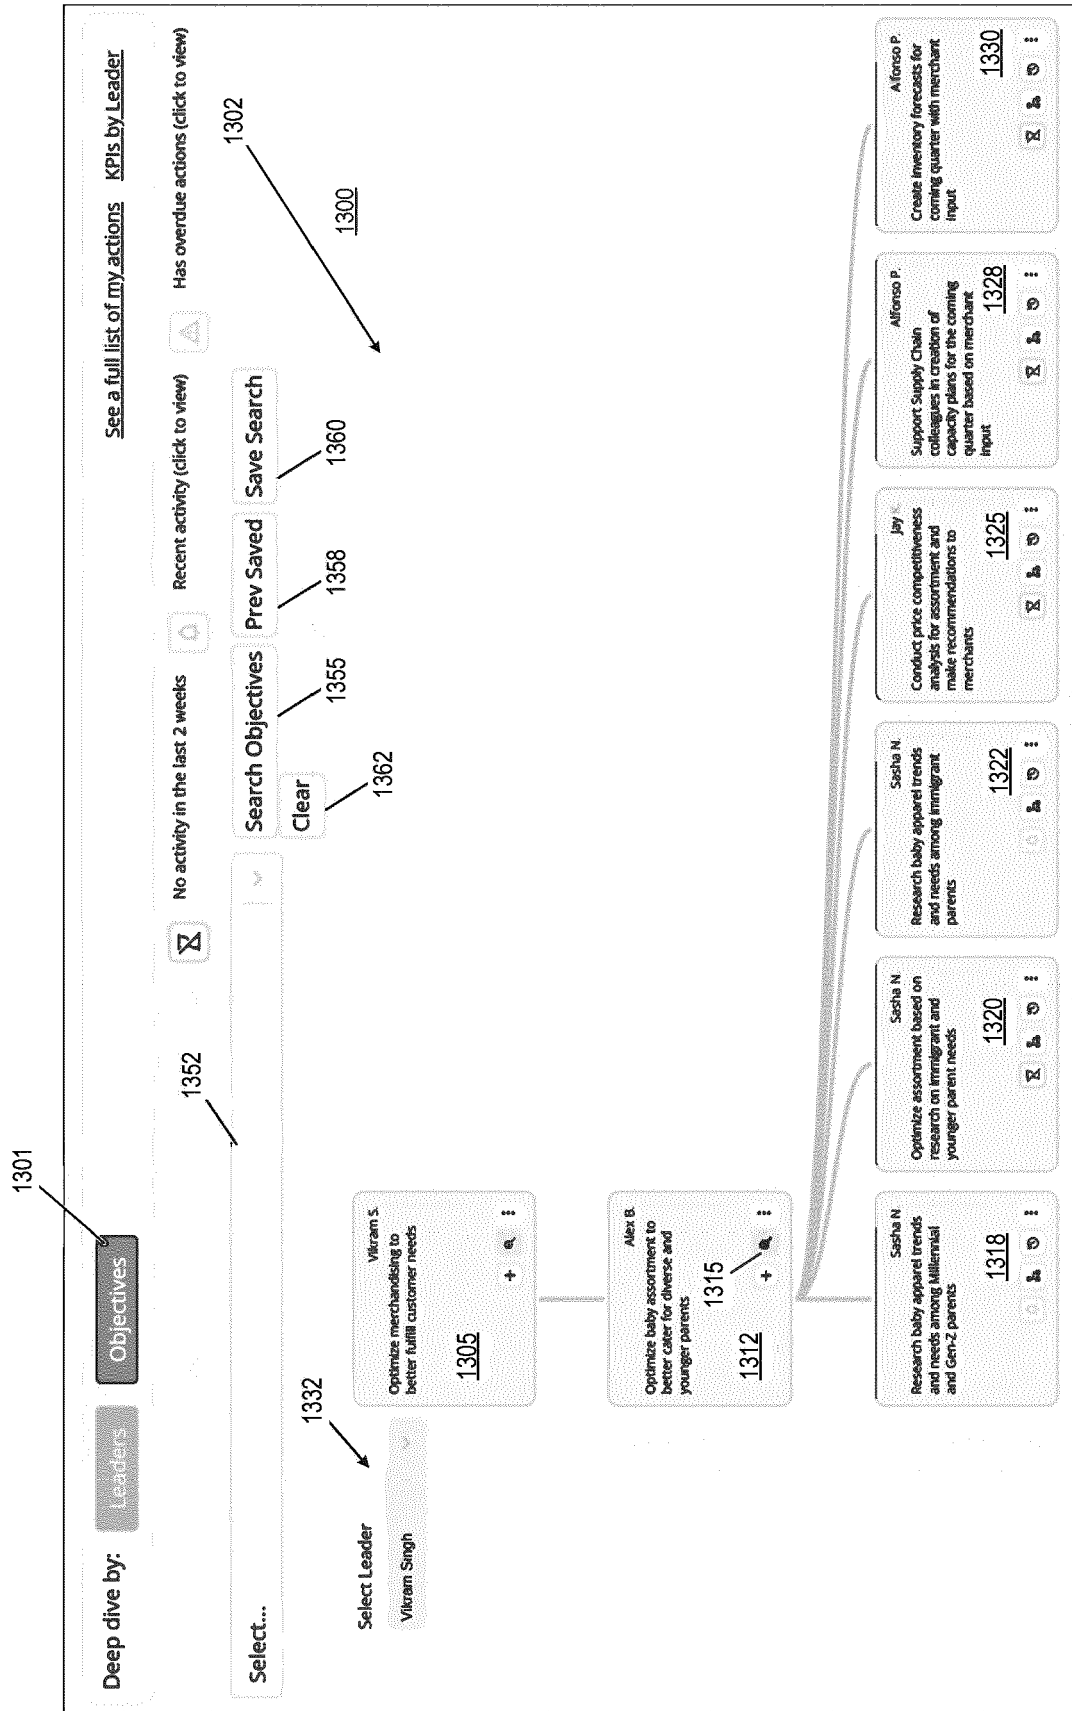 1301
Deep dive by:
Leaders
Objectives
See a full list of my actions
KPIs by Leader
No activity in the last 2 weeks
Recent activity (click to view)
Has overdue actions (click to view)
1352
1302
Select...
Search Objectives
Prev Saved
Save Search
Clear
1355
1358
1360
1362
1300
1332
Select Leader
Vikram Singh
Vikram S.
Optimize merchandising to
better fulfill customer needs
1305
+
Alex B.
Optimize baby assortment to
better cater for diverse and
younger parents
1315
1312
+
Sasha N.
Research baby apparel trends
and needs among Millennial
and Gen-Z parents
1318
Sasha N.
Optimize assortment based on
research on immigrant and
younger parent needs
1320
Sasha N.
Research baby apparel trends
and needs among immigrant
parents
1322
Jay
Conduct price competitiveness
analysis for assortment and
make recommendations to
merchants
1325
Alfonso P.
Support Supply Chain
colleagues in creation of
capacity plans for the coming
quarter based on merchant
input
1328
Alfonso P.
Create inventory forecasts for
coming quarter with merchant
input
1330